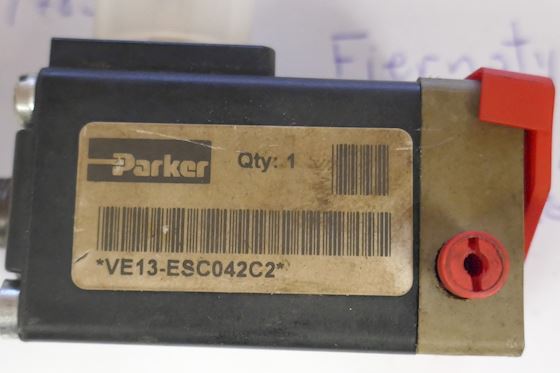 Parker
Qty: 1
*VE13-ESC042C2*